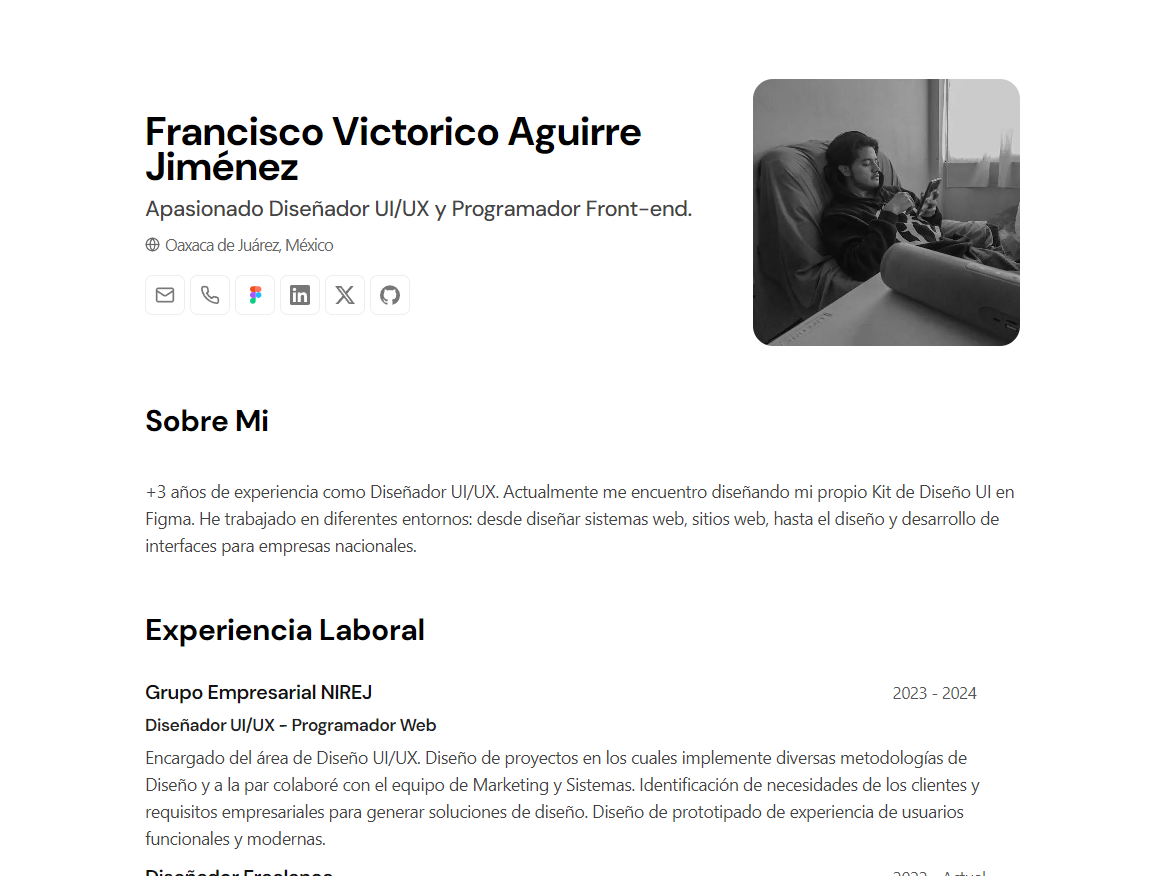 Francisco Victorico Aguirre
Jiménez
Apasionado Diseñador UI/UX y Programador Front-end.
Oaxaca de Juárez, México
in
Sobre Mi
+3 años de experiencia como Diseñador UI/UX. Actualmente me encuentro diseñando mi propio Kit de Diseño UI en
Figma. He trabajado en diferentes entornos: desde diseñar sistemas web, sitios web, hasta el diseño y desarrollo de
interfaces para empresas nacionales.
Experiencia Laboral
Grupo Empresarial NIREJ 2023 - 2024
Diseñador UI/UX - Programador Web
Encargado del área de Diseño UI/UX. Diseño de proyectos en los cuales implemente diversas metodologías de
Diseño y a la par colaboré con el equipo de Marketing y Sistemas. Identificación de necesidades de los clientes y
requisitos empresariales para generar soluciones de diseño. Diseño de prototipado de experiencia de usuarios
funcionales y modernas.
Diseñador Freelance 2022 - Actual